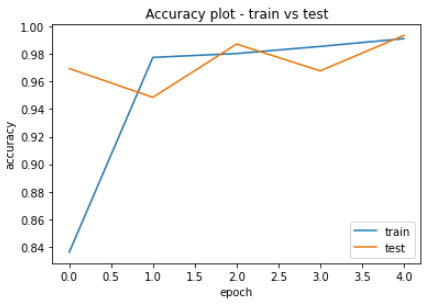 Accuracy plot - train vs test
accuracy
1.00
0.98
0.96
0.94
0.92
0.90
0.88
0.86
0.84
0.0 0.5 1.0 1.5 2.0 2.5 3.0 3.5 4.0
epoch
train
test